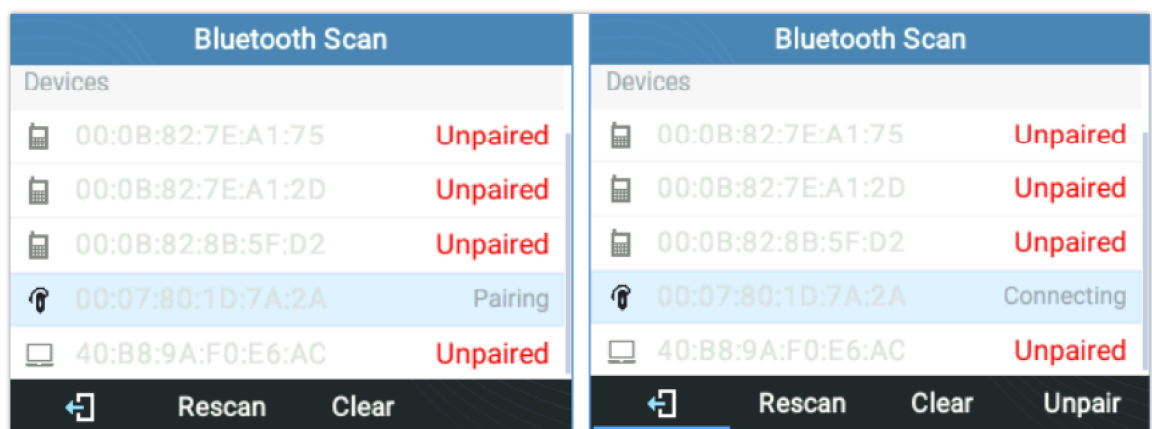 Bluetooth Scan
Devices
00:0B:82:7E:A1:75 Unpaired
00:0B:82:7E:A1:2D Unpaired
00:0B:82:8B:5F:D2 Unpaired
00:07:80:1D:7A:2A Pairing
40:B8:9A:F0:E6:AC Unpaired
Rescan Clear
Bluetooth Scan
Devices
00:0B:82:7E:A1:75 Unpaired
00:0B:82:7E:A1:2D Unpaired
00:0B:82:8B:5F:D2 Unpaired
00:07:80:1D:7A:2A Connecting
40:B8:9A:F0:E6:AC Unpaired
Rescan Clear Unpair